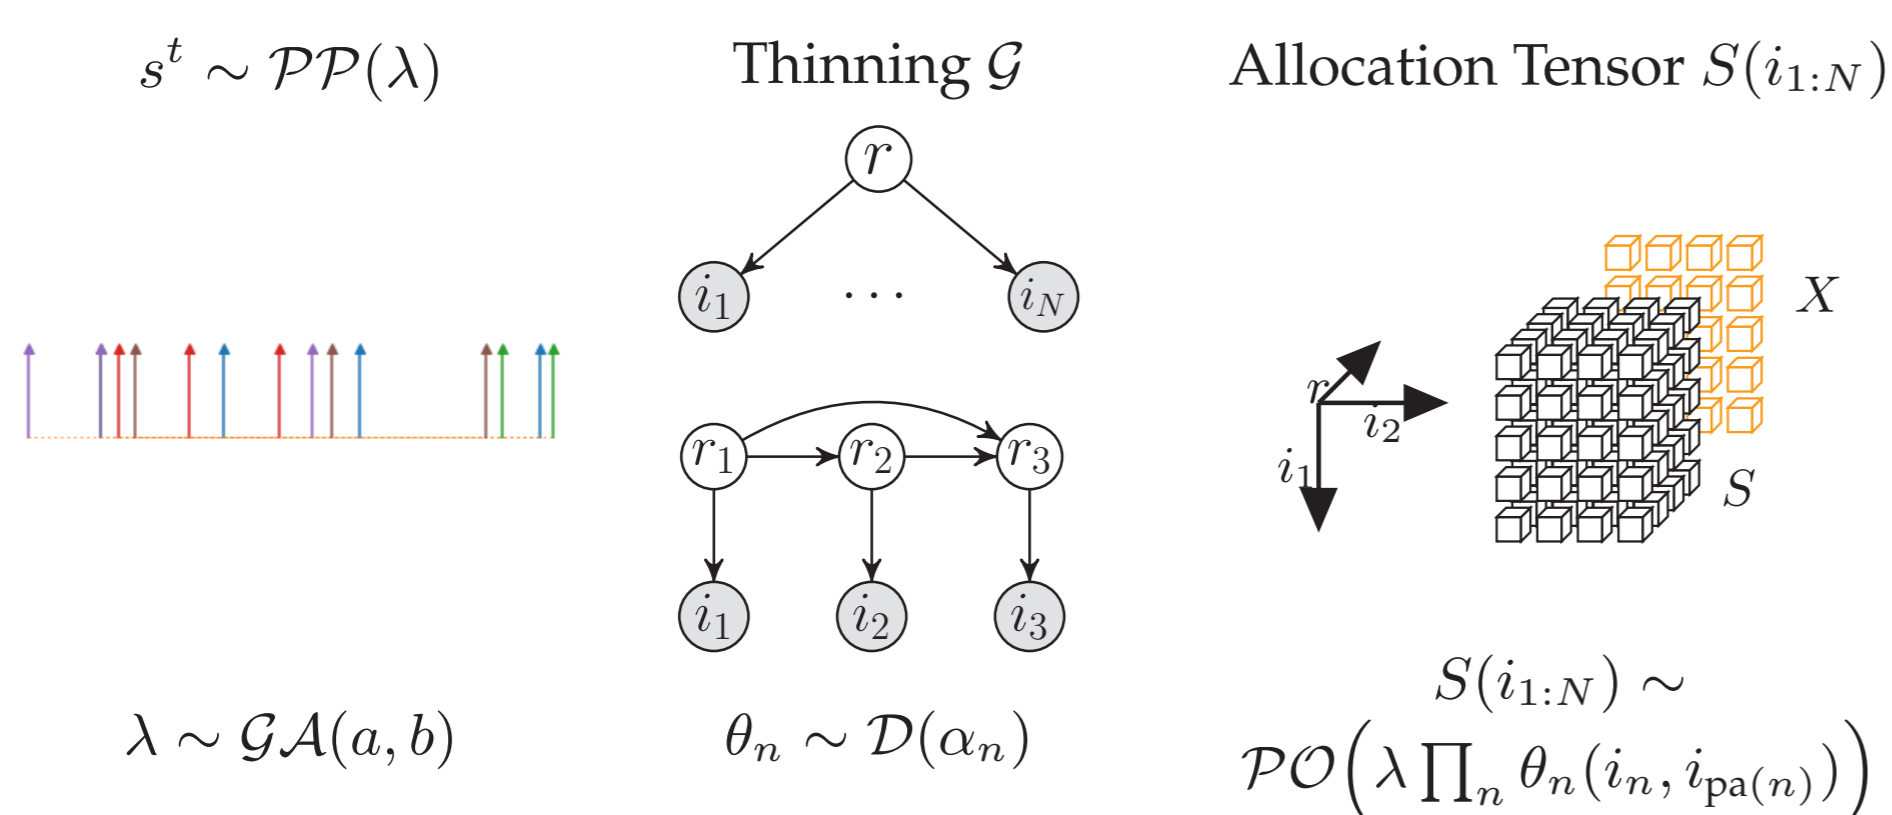 s^t ∼ 𝒫𝒫(λ)
Thinning 𝒢
Allocation Tensor S(i_{1:N})
r
i_1 ⋯ i_N
X
r
i_2
i_1
S
r_1 r_2 r_3
i_1 i_2 i_3
λ ∼ 𝒢𝒜(a, b)
θ_n ∼ 𝒟(α_n)
S(i_{1:N}) ∼
𝒫𝒪(λ ∏_n θ_n(i_n, i_{pa(n)}))